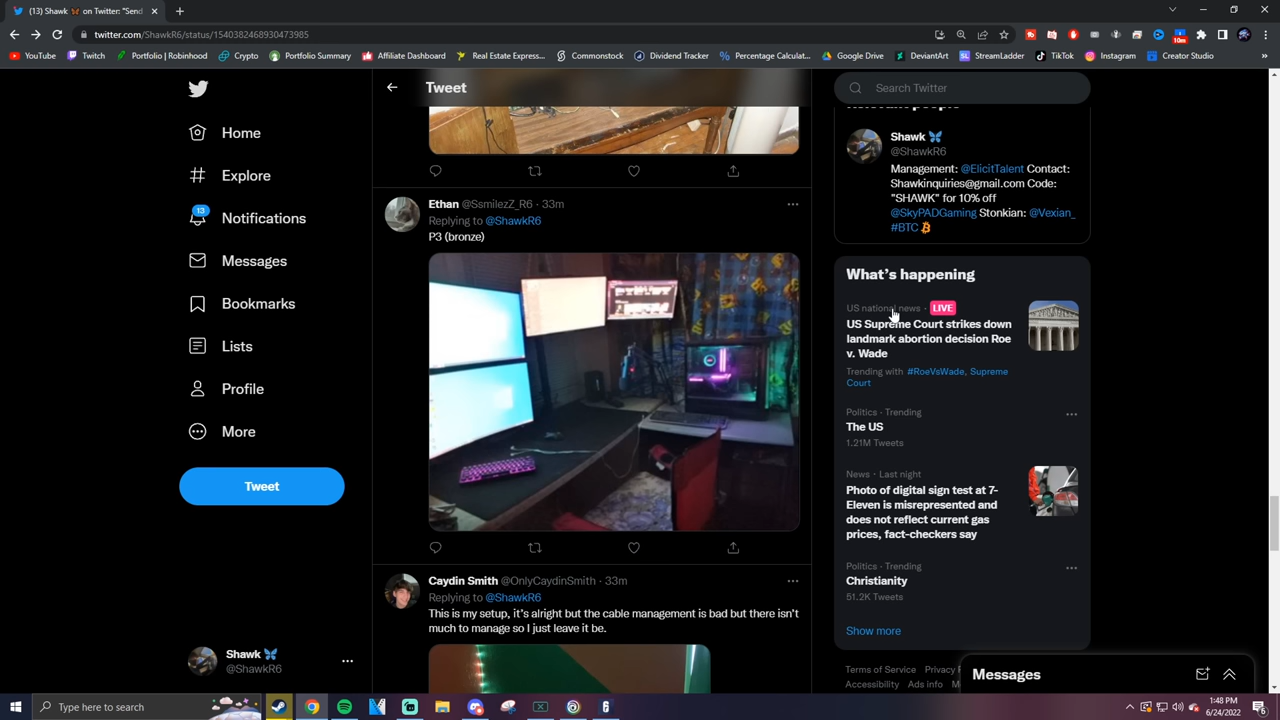 (13) Shawk 🦋 on Twitter: "Send
twitter.com/ShawkR6/status/1540382468930473985
10m
YouTube
Twitch
Portfolio | Robinhood
Crypto Portfolio
Portfolio Summary
Affiliate Dashboard
Real Estate Express...
Commonstock
Dividend Tracker
Percentage Calculat...
Google Drive
DeviantArt
StreamLadder
TikTok
Instagram
Creator Studio
Home
Explore
13
Notifications
Messages
Bookmarks
Lists
Profile
More
Tweet
Shawk 🦋
@ShawkR6
Tweet
Ethan @SsmilezZ_R6 · 33m
Replying to @ShawkR6
P3 (bronze)
Caydin Smith @OnlyCaydinSmith · 33m
Replying to @ShawkR6
This is my setup, it's alright but the cable management is bad but there isn't
much to manage so I just leave it be.
Search Twitter
Relevant people
Shawk 🦋
@ShawkR6
Management: @ElicitTalent Contact:
Shawkinquiries@gmail.com Code:
"SHAWK" for 10% off
@SkyPADGaming Stonkian: @Vexian_
#BTC
What's happening
US national news · LIVE
US Supreme Court strikes down
landmark abortion decision Roe
v. Wade
Trending with #RoeVsWade, Supreme
Court
Politics · Trending
The US
1.21M Tweets
News · Last night
Photo of digital sign test at 7-
Eleven is misrepresented and
does not reflect current gas
prices, fact-checkers say
Politics · Trending
Christianity
51.2K Tweets
Show more
Terms of Service Privacy P
Accessibility Ads info M
Messages
Type here to search
1:48 PM
6/24/2022